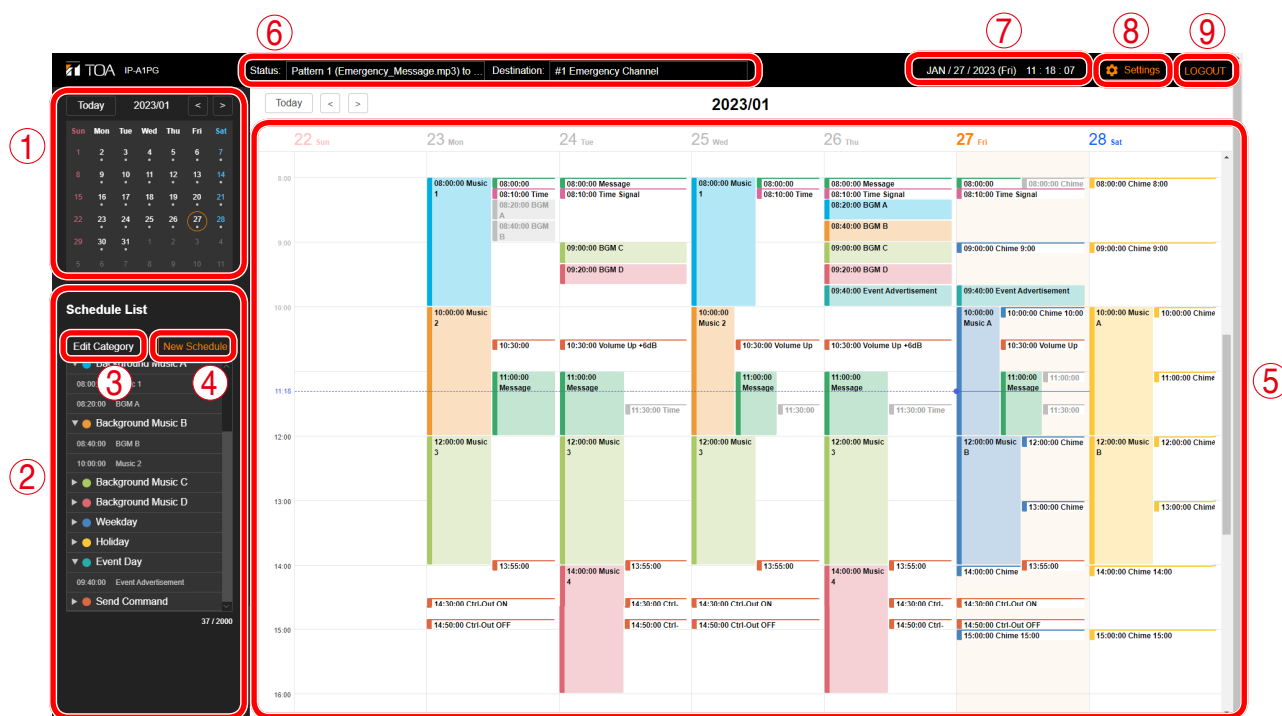 ⑥ ⑦ ⑧ ⑨
TOA IP-A1PG
Status: Pattern 1 (Emergency_Message.mp3) to ... Destination: #1 Emergency Channel
JAN / 27 / 2023 (Fri) 11 : 18 : 07
Settings
LOGOUT
①
Today 2023/01 < >
Sun Mon Tue Wed Thu Fri Sat
1 2 3 4 5 6 7
8 9 10 11 12 13 14
15 16 17 18 19 20 21
22 23 24 25 26 27 28
29 30 31 1 2 3 4
5 6 7 8 9 10 11
②
Schedule List
Edit Category New Schedule
③ ④
Background Music A
08:00
1
08:20:00 BGM A
Background Music B
08:40:00 BGM B
10:00:00 Music 2
Background Music C
Background Music D
Weekday
Holiday
Event Day
09:40:00 Event Advertisement
Send Command
37 / 2000
Today < > 2023/01
⑤
22 Sun 23 Mon 24 Tue 25 Wed 26 Thu 27 Fri 28 Sat
8:00
9:00
10:00
11:18
12:00
13:00
14:00
15:00
16:00
08:00:00 Music
1
08:00:00
08:10:00 Time
08:20:00 BGM
A
08:40:00 BGM
B
10:00:00 Music
2
10:30:00
11:00:00
Message
12:00:00 Music
3
13:55:00
14:30:00 Ctrl-Out ON
14:50:00 Ctrl-Out OFF
08:00:00 Message
08:10:00 Time Signal
09:00:00 BGM C
09:20:00 BGM D
10:30:00 Volume Up +6dB
11:00:00
Message
11:30:00 Time
12:00:00 Music
3
13:55:00
14:00:00 Music
4
14:30:00 Ctrl-
14:50:00 Ctrl-
08:00:00 Music
1
08:00:00
08:10:00 Time
10:00:00
Music 2
10:30:00 Volume Up
11:00:00
Message
11:30:00
12:00:00 Music
3
13:55:00
14:30:00 Ctrl-Out ON
14:50:00 Ctrl-Out OFF
08:00:00 Message
08:10:00 Time Signal
08:20:00 BGM A
08:40:00 BGM B
09:00:00 BGM C
09:20:00 BGM D
09:40:00 Event Advertisement
10:30:00 Volume Up +6dB
11:00:00
Message
11:30:00 Time
12:00:00 Music
3
13:55:00
14:00:00 Music
4
14:30:00 Ctrl-
14:50:00 Ctrl-
08:00:00
08:00:00 Chime
08:10:00 Time Signal
09:00:00 Chime 9:00
09:40:00 Event Advertisement
10:00:00
Music A
10:00:00 Chime 10:00
10:30:00 Volume Up
11:00:00
Message
11:00:00
11:30:00
12:00:00 Music
B
12:00:00 Chime
13:00:00 Chime
13:55:00
14:00:00 Chime
14:30:00 Ctrl-Out ON
14:50:00 Ctrl-Out OFF
15:00:00 Chime 15:00
08:00:00 Chime 8:00
09:00:00 Chime 9:00
10:00:00 Music
A
10:00:00 Chime
11:00:00 Chime
12:00:00 Music
B
12:00:00 Chime
13:00:00 Chime
14:00:00 Chime 14:00
15:00:00 Chime 15:00